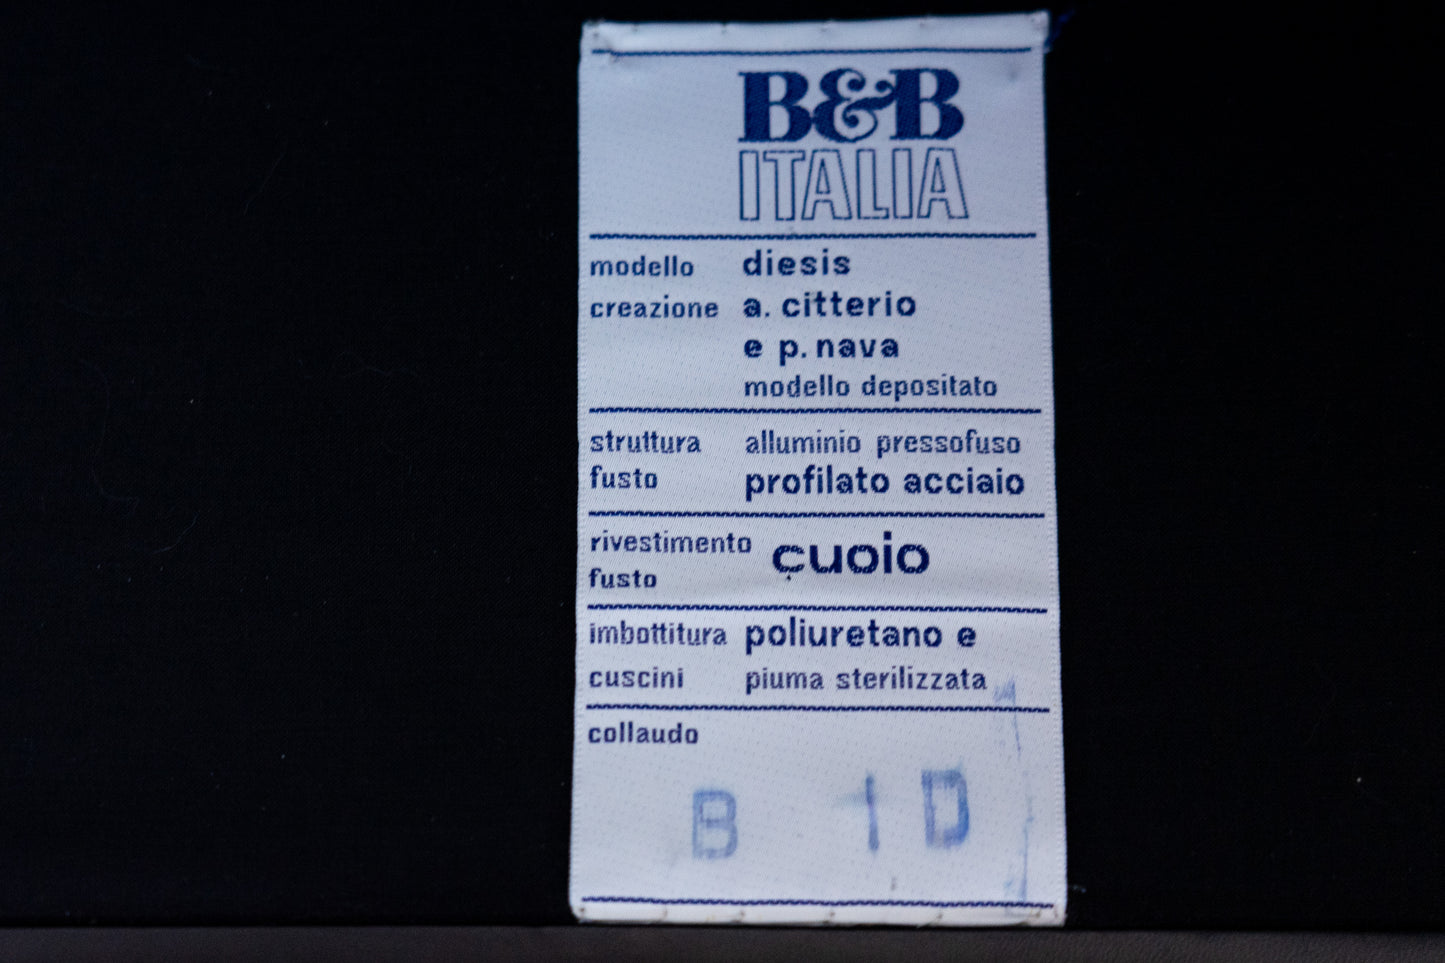 B&B
ITALIA
modello diesis
creazione a. citterio
e p. nava
modello depositato
struttura alluminio pressofuso
fusto profilato acciaio
rivestimento cuoio
fusto
imbottitura poliuretano e
cuscini piuma sterilizzata
collaudo
B 1 D